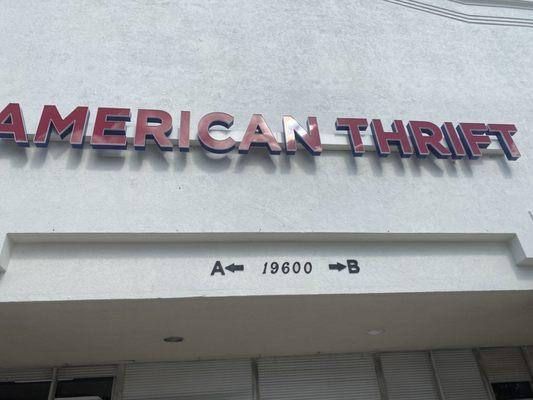 AMERICAN THRIFT
A← 19600 →B